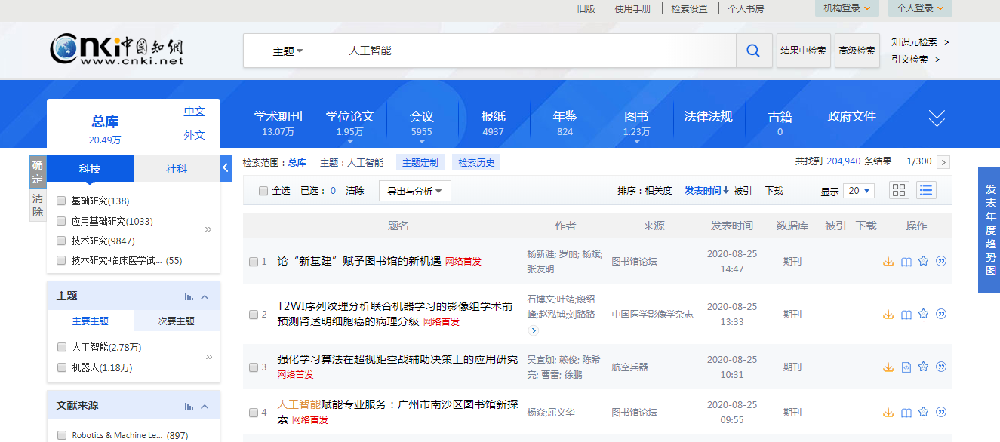 旧版 使用手册 检索设置 个人书房 机构登录 个人登录
Cnki中国知网
www.cnki.net
主题 人工智能 结果中检索 高级检索
知识元检索 >
引文检索 >
总库
20.49万
中文
外文
学术期刊 学位论文 会议 报纸 年鉴 图书 法律法规 古籍 政府文件
13.07万 1.95万 5955 4937 824 1.23万 0
确定
清除
科技 社科
基础研究(138)
应用基础研究(1033)
技术研究(9847)
技术研究-临床医学试... (55)
主题
主要主题 次要主题
人工智能(2.78万)
机器人(1.18万)
文献来源
Robotics & Machine Le... (897)
检索范围：总库 主题：人工智能 主题定制 检索历史 共找到 204,940 条结果 1/300 >
全选 已选：0 清除 导出与分析 排序：相关度 发表时间↓ 被引 下载 显示 20
题名 作者 来源 发表时间 数据库 被引 下载 操作
1 论“新基建”赋予图书馆的新机遇 网络首发
杨新涯; 罗丽; 杨斌;
张友明
图书馆论坛
2020-08-25
14:47
期刊
2 T2WI序列纹理分析联合机器学习的影像组学术前
预测肾透明细胞癌的病理分级 网络首发
石博文;叶靖;段绍
峰;赵泓博;刘路路
中国医学影像学杂志
2020-08-25
13:33
期刊
3 强化学习算法在超视距空战辅助决策上的应用研究
网络首发
吴宜珈; 赖俊; 陈希
亮; 曹雷; 徐鹏
航空兵器
2020-08-25
10:31
期刊
4 人工智能赋能专业服务：广州市南沙区图书馆新探
索 网络首发
杨焱;屈义华
图书馆论坛
2020-08-25
09:55
期刊
发表年度趋势图